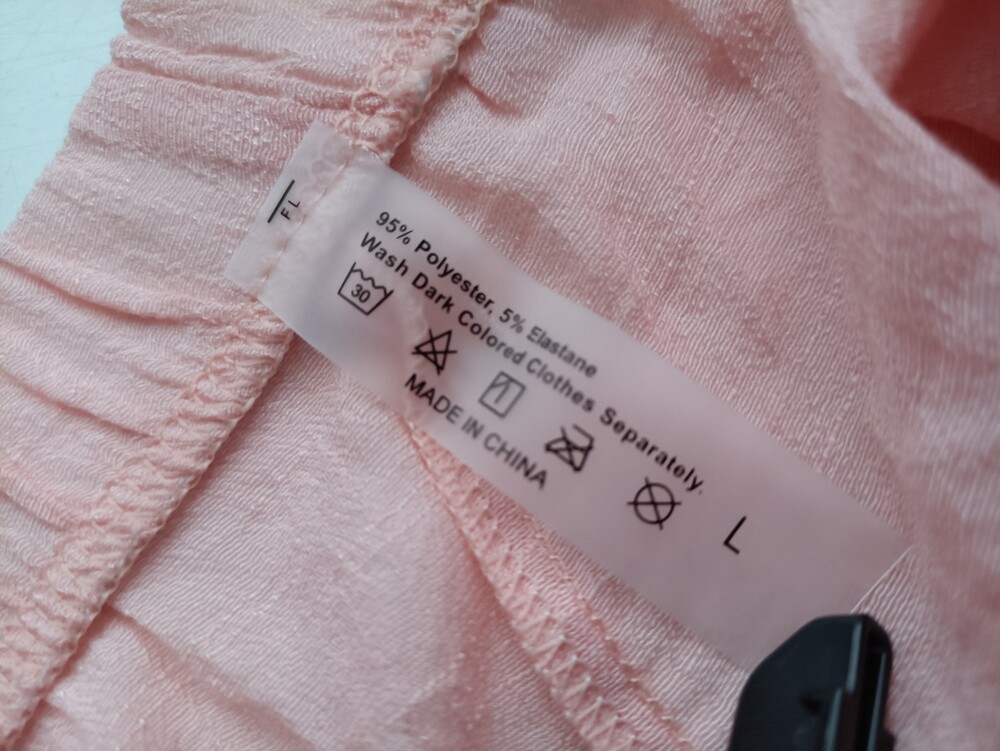 FL
95% Polyester, 5% Elastane
Wash Dark Colored Clothes Separately.
30
MADE IN CHINA
L